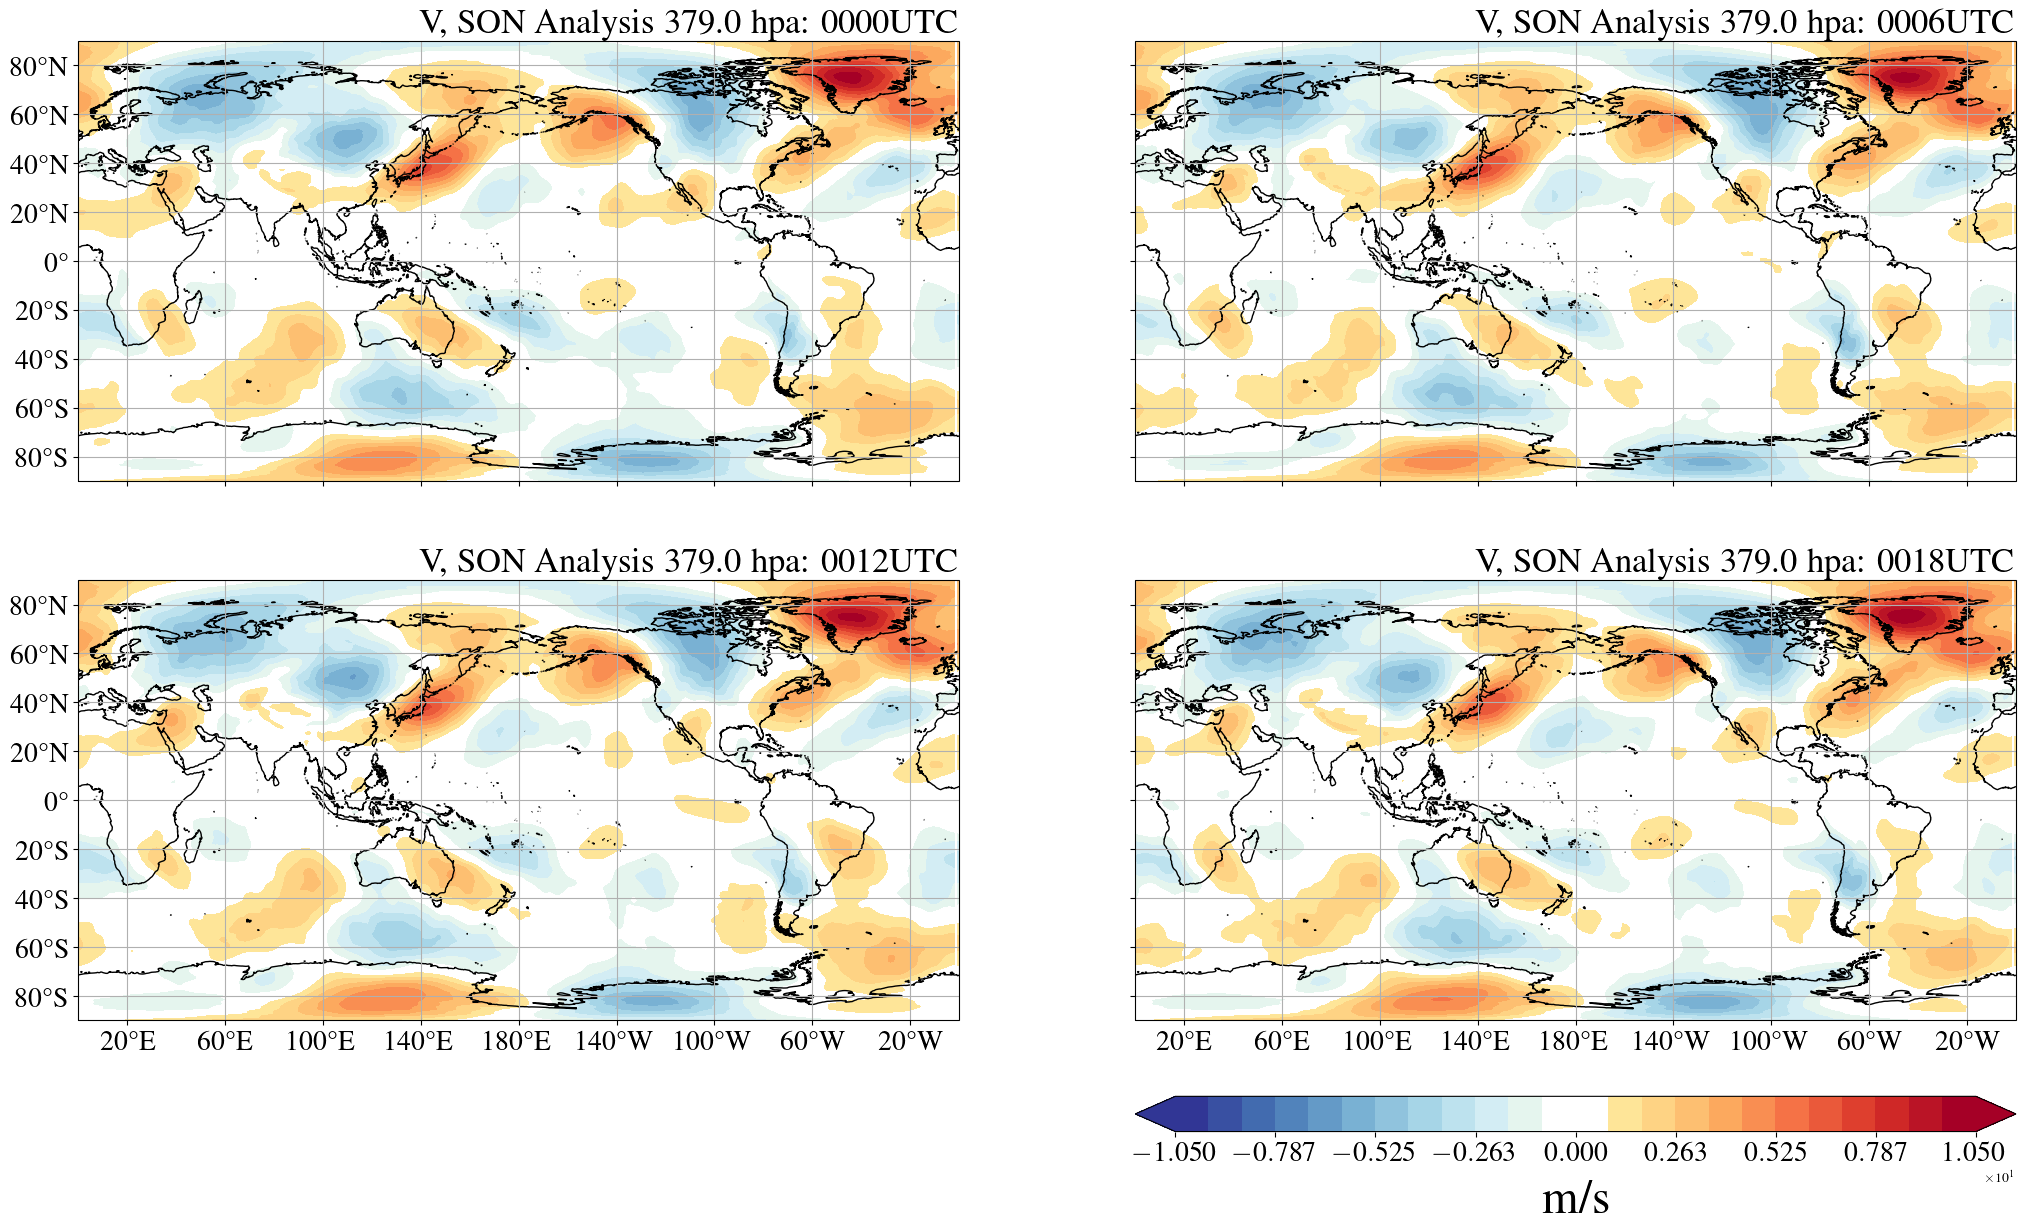 V, SON Analysis 379.0 hpa: 0000UTC
V, SON Analysis 379.0 hpa: 0006UTC
80°N
60°N
40°N
20°N
0°
20°S
40°S
60°S
80°S
V, SON Analysis 379.0 hpa: 0012UTC
V, SON Analysis 379.0 hpa: 0018UTC
80°N
60°N
40°N
20°N
0°
20°S
40°S
60°S
80°S
20°E 60°E 100°E 140°E 180°E 140°W 100°W 60°W 20°W
20°E 60°E 100°E 140°E 180°E 140°W 100°W 60°W 20°W
−1.050 −0.787 −0.525 −0.263 0.000 0.263 0.525 0.787 1.050
×10¹
m/s